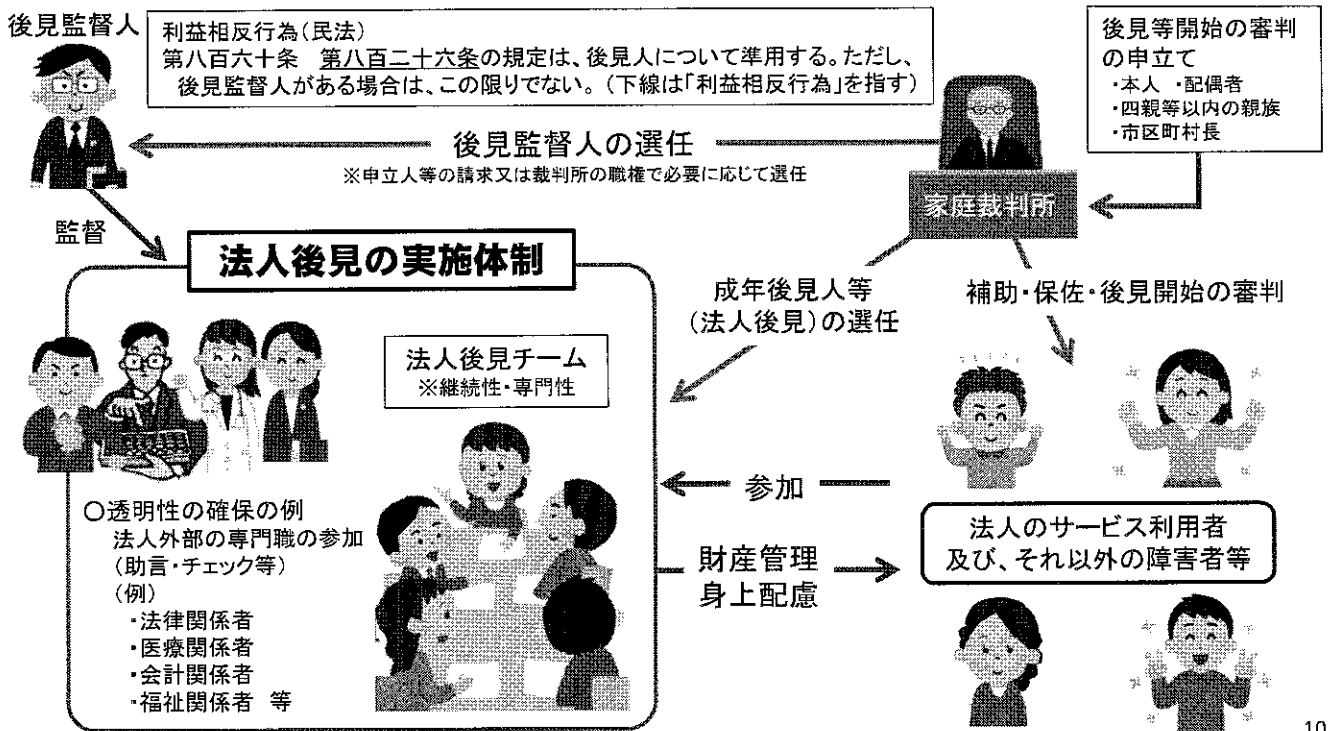 後見監督人
利益相反行為(民法)
第八百六十条 第八百二十六条の規定は、後見人について準用する。ただし、
後見監督人がある場合は、この限りでない。(下線は「利益相反行為」を指す)
後見等開始の審判
の申立て
・本人 ・配偶者
・四親等以内の親族
・市区町村長
後見監督人の選任
※申立人等の請求又は裁判所の職権で必要に応じて選任
家庭裁判所
監督
法人後見の実施体制
成年後見人等
(法人後見)の選任
補助・保佐・後見開始の審判
法人後見チーム
※継続性・専門性
参加
○透明性の確保の例
法人外部の専門職の参加
(助言・チェック等)
(例)
・法律関係者
・医療関係者
・会計関係者
・福祉関係者 等
財産管理
身上配慮
法人のサービス利用者
及び、それ以外の障害者等
10